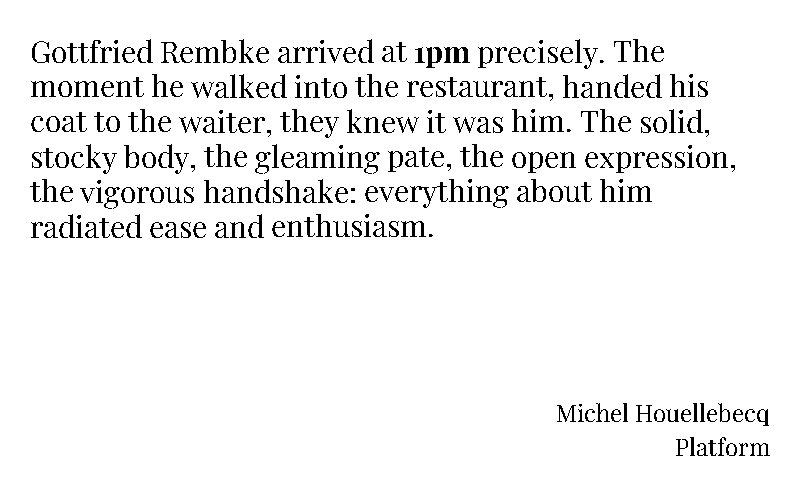 Gottfried Rembke arrived at 1pm precisely. The
moment he walked into the restaurant, handed his
coat to the waiter, they knew it was him. The solid,
stocky body, the gleaming pate, the open expression,
the vigorous handshake: everything about him
radiated ease and enthusiasm.
Michel Houellebecq
Platform